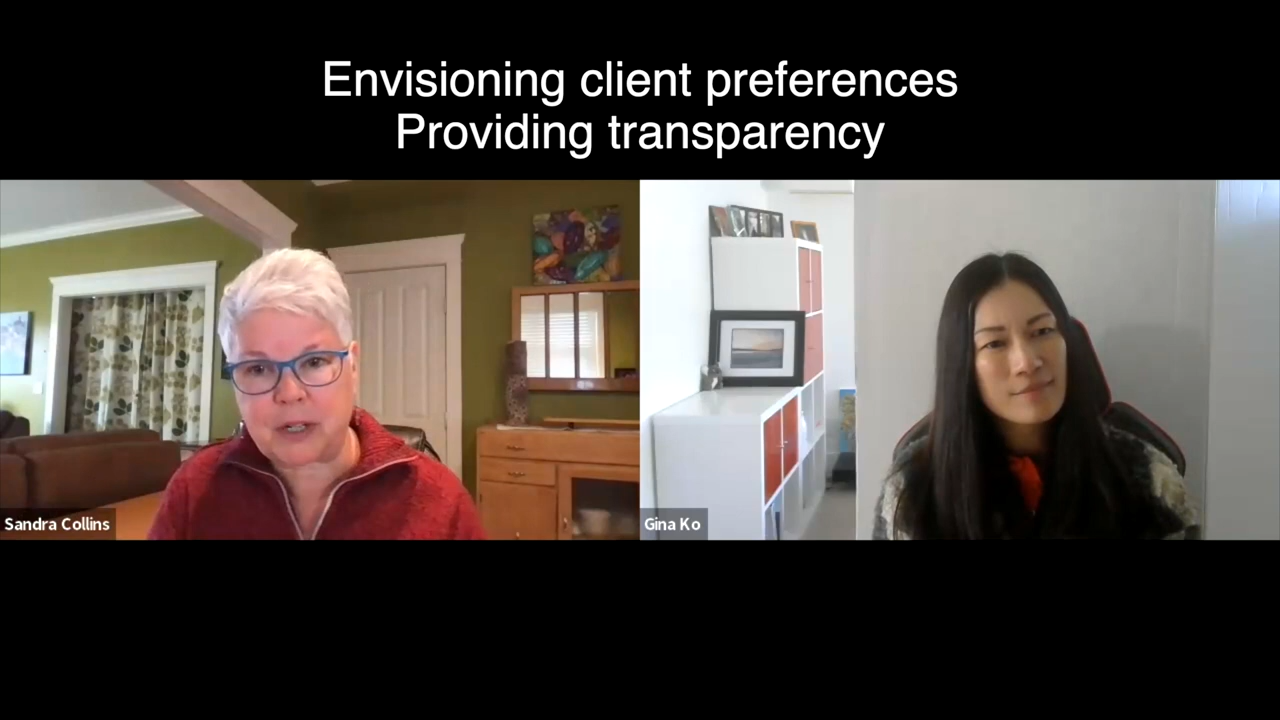 Envisioning client preferences
Providing transparency
Sandra Collins
Gina Ko